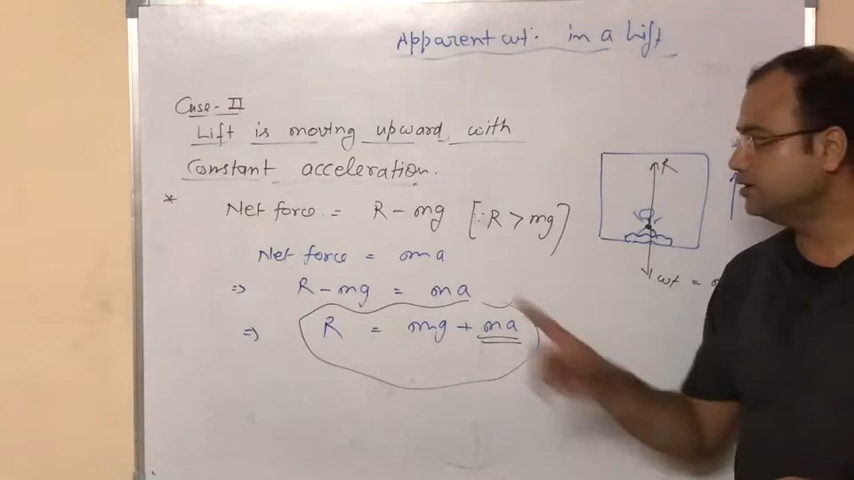 Apparent wt. in a Lift
Case-II
Lift is moving upward with
Constant acceleration.
* Net force = R - mg [∵ R > mg]
Net force = ma
⇒ R - mg = ma
⇒ R = mg + ma
R
wt =